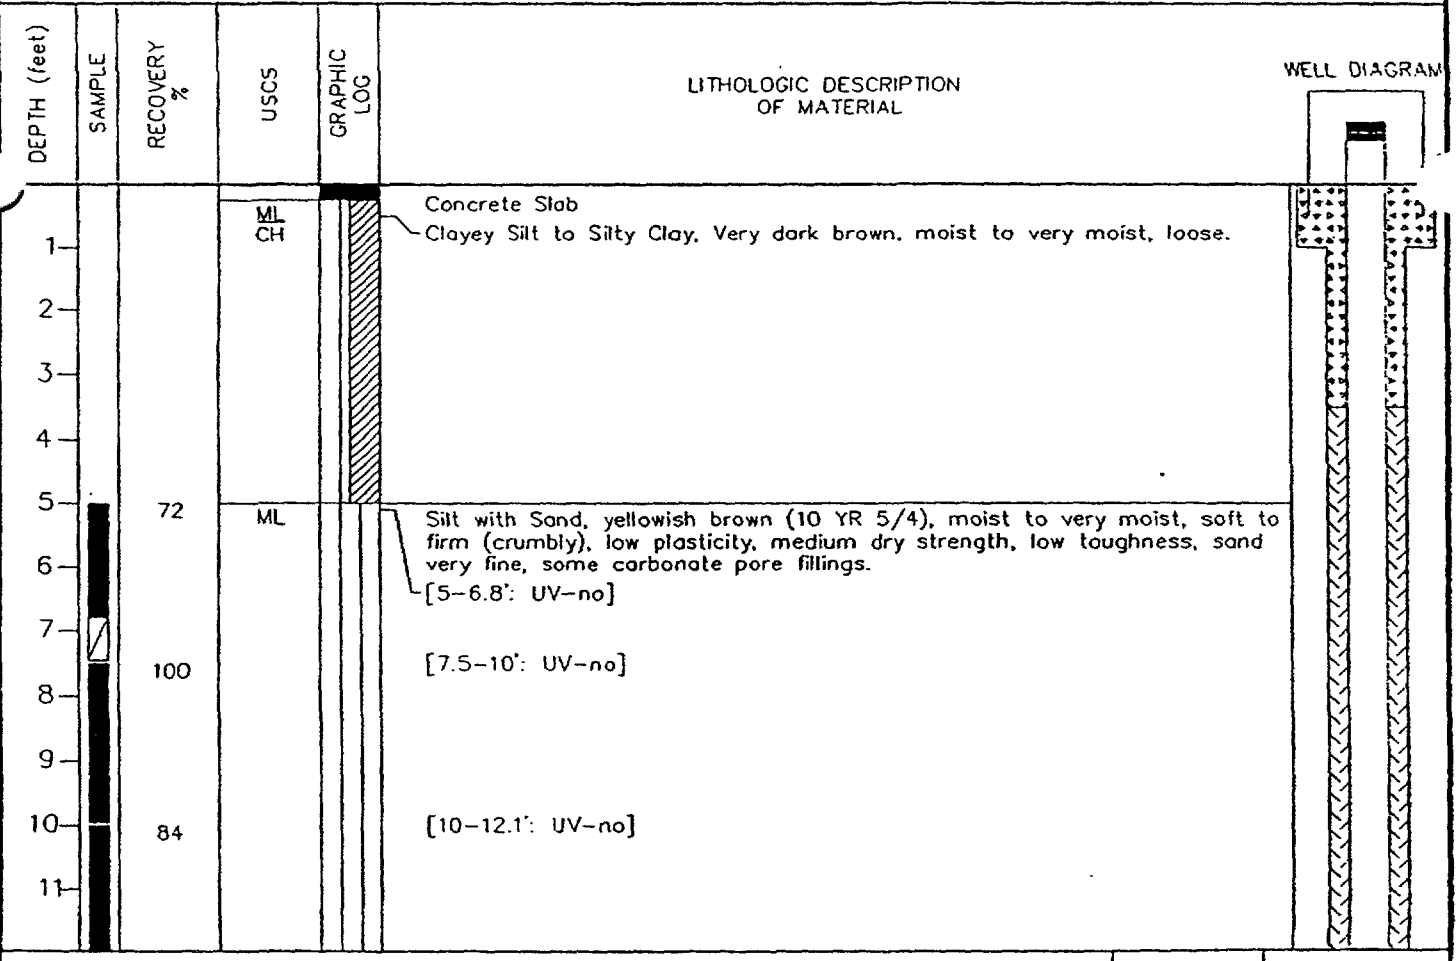 DEPTH (feet)
SAMPLE
RECOVERY %
USCS
GRAPHIC LOG
LITHOLOGIC DESCRIPTION
OF MATERIAL
WELL DIAGRAM
Concrete Slab
ML
CH
Clayey Silt to Silty Clay, Very dark brown, moist to very moist, loose.
1
2
3
4
5
72
ML
Silt with Sand, yellowish brown (10 YR 5/4), moist to very moist, soft to
firm (crumbly), low plasticity, medium dry strength, low toughness, sand
very fine, some carbonate pore fillings.
6
[5-6.8': UV-no]
7
100
[7.5-10': UV-no]
8
9
10
84
[10-12.1': UV-no]
11